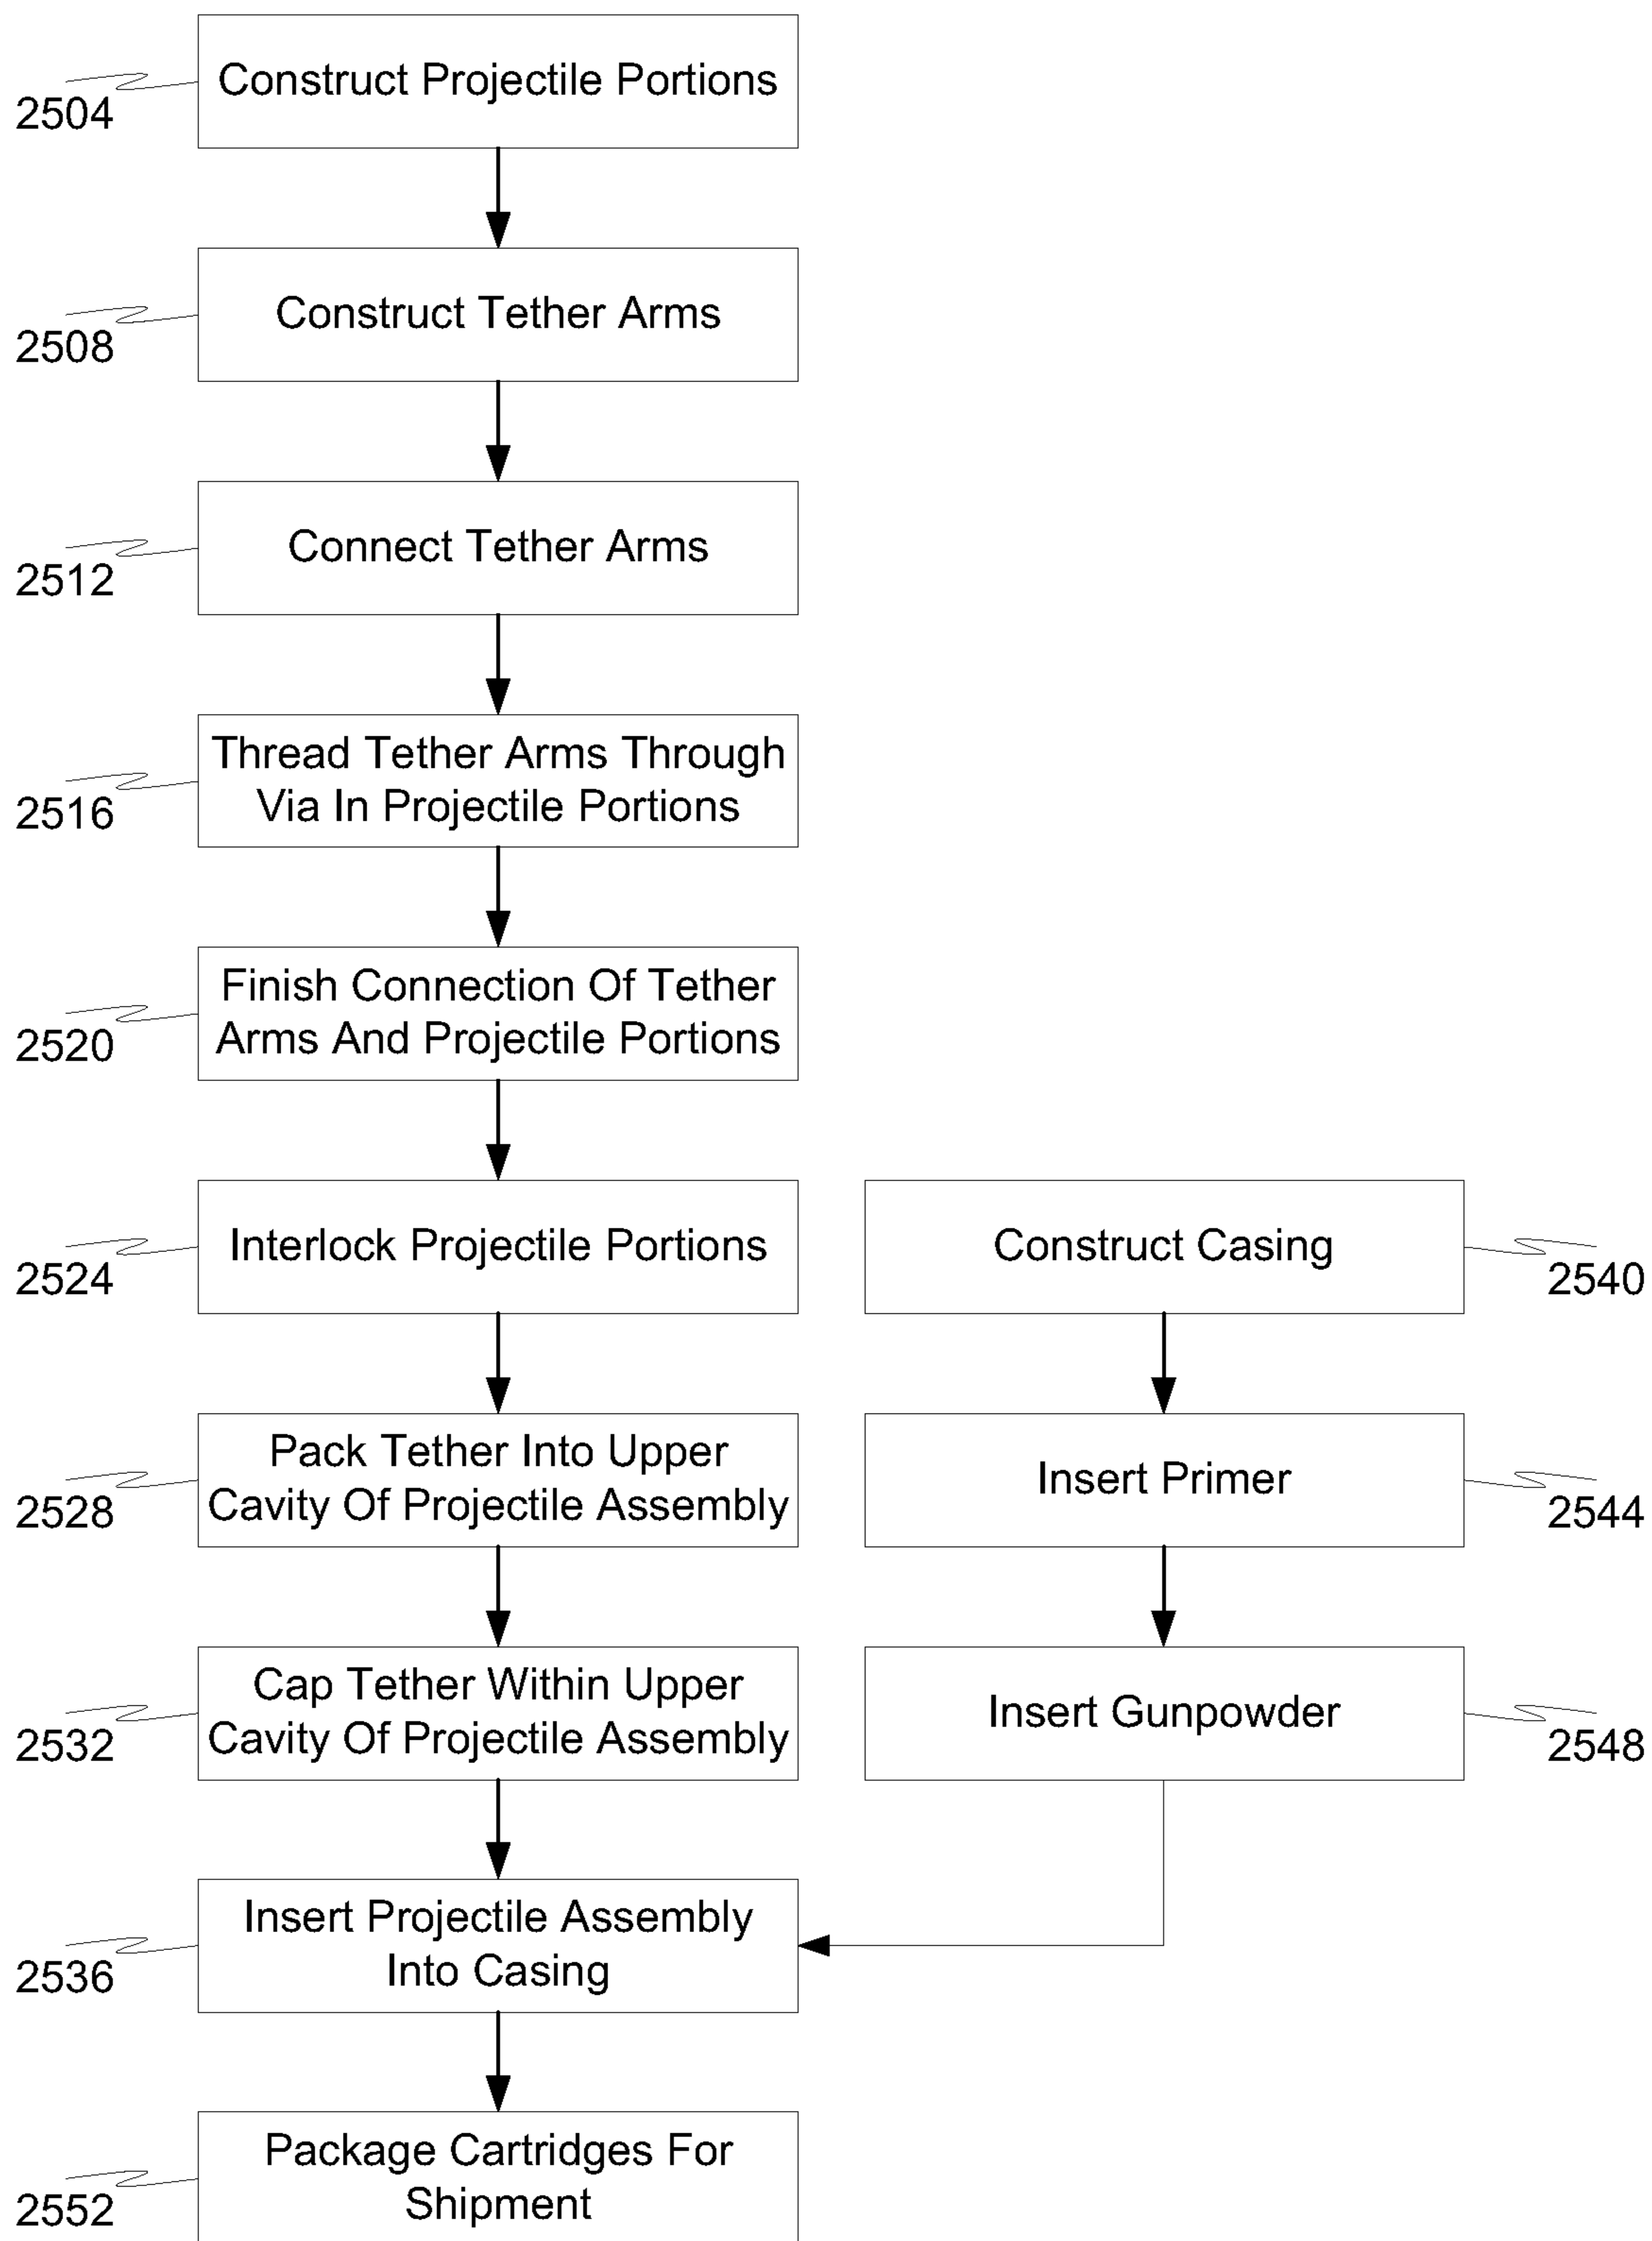 Construct Projectile Portions
2504
Construct Tether Arms
2508
Connect Tether Arms
2512
Thread Tether Arms Through
Via In Projectile Portions
2516
Finish Connection Of Tether
Arms And Projectile Portions
2520
Interlock Projectile Portions
2524
Construct Casing
2540
Pack Tether Into Upper
Cavity Of Projectile Assembly
2528
Insert Primer
2544
Cap Tether Within Upper
Cavity Of Projectile Assembly
2532
Insert Gunpowder
2548
Insert Projectile Assembly
Into Casing
2536
Package Cartridges For
Shipment
2552